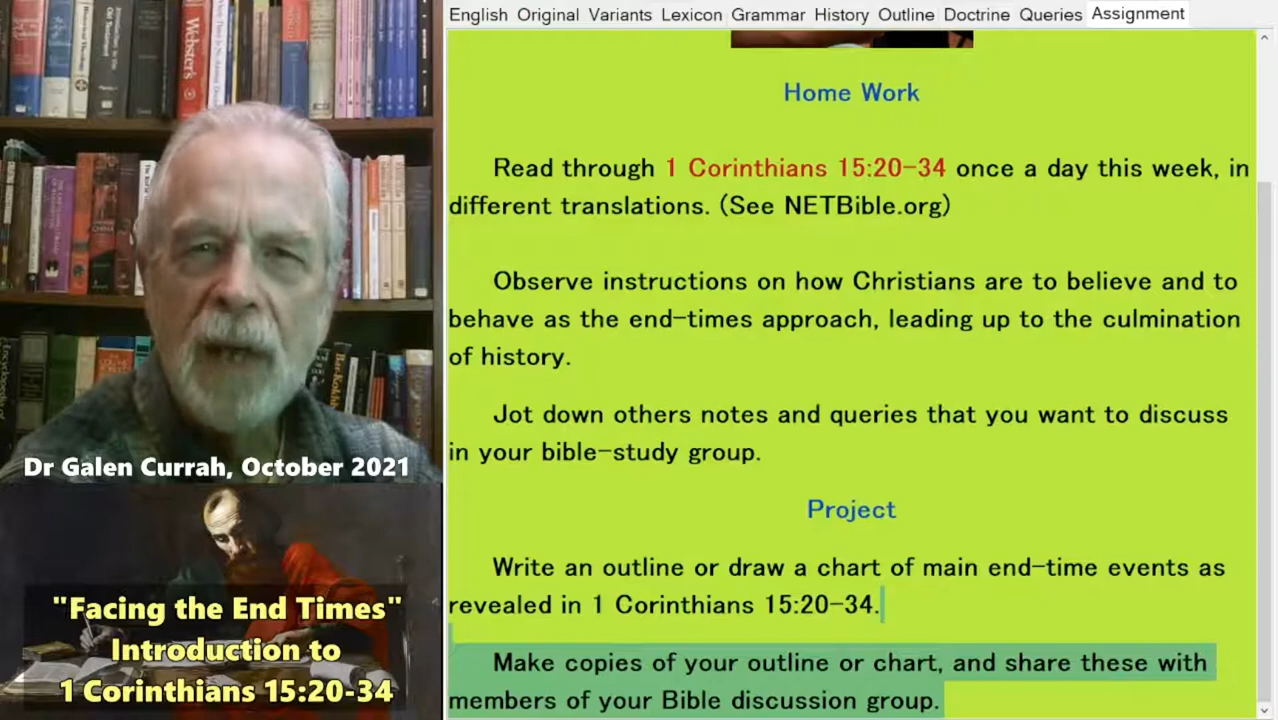 English Original Variants Lexicon Grammar History Outline Doctrine Queries Assignment
Home Work
Read through 1 Corinthians 15:20-34 once a day this week, in
different translations. (See NETBible.org)
Observe instructions on how Christians are to believe and to
behave as the end-times approach, leading up to the culmination
of history.
Jot down others notes and queries that you want to discuss
in your bible-study group.
Project
Write an outline or draw a chart of main end-time events as
revealed in 1 Corinthians 15:20-34.
Make copies of your outline or chart, and share these with
members of your Bible discussion group.
Webster's
Dr Galen Currah, October 2021
"Facing the End Times"
Introduction to
1 Corinthians 15:20-34